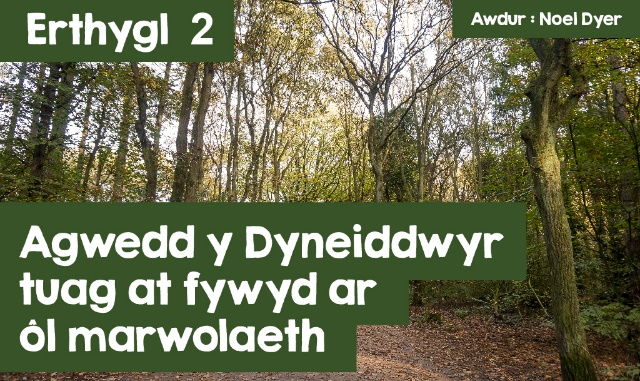 Erthygl 2
Awdur : Noel Dyer
Agwedd y Dyneiddwyr
tuag at fywyd ar
ôl marwolaeth